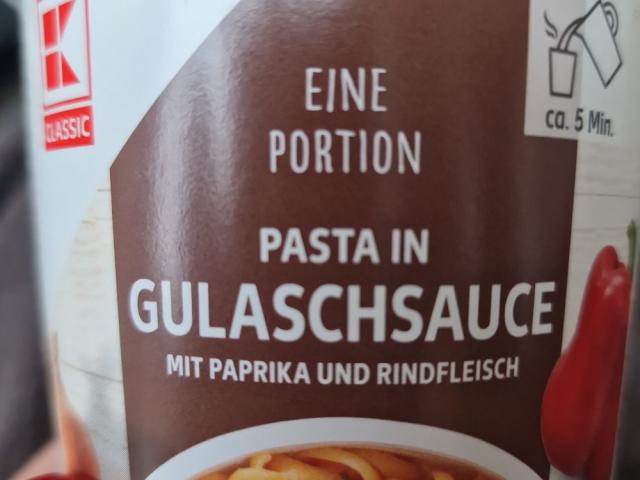 K
CLASSIC
EINE
PORTION
ca. 5 Min.
PASTA IN
GULASCHSAUCE
MIT PAPRIKA UND RINDFLEISCH